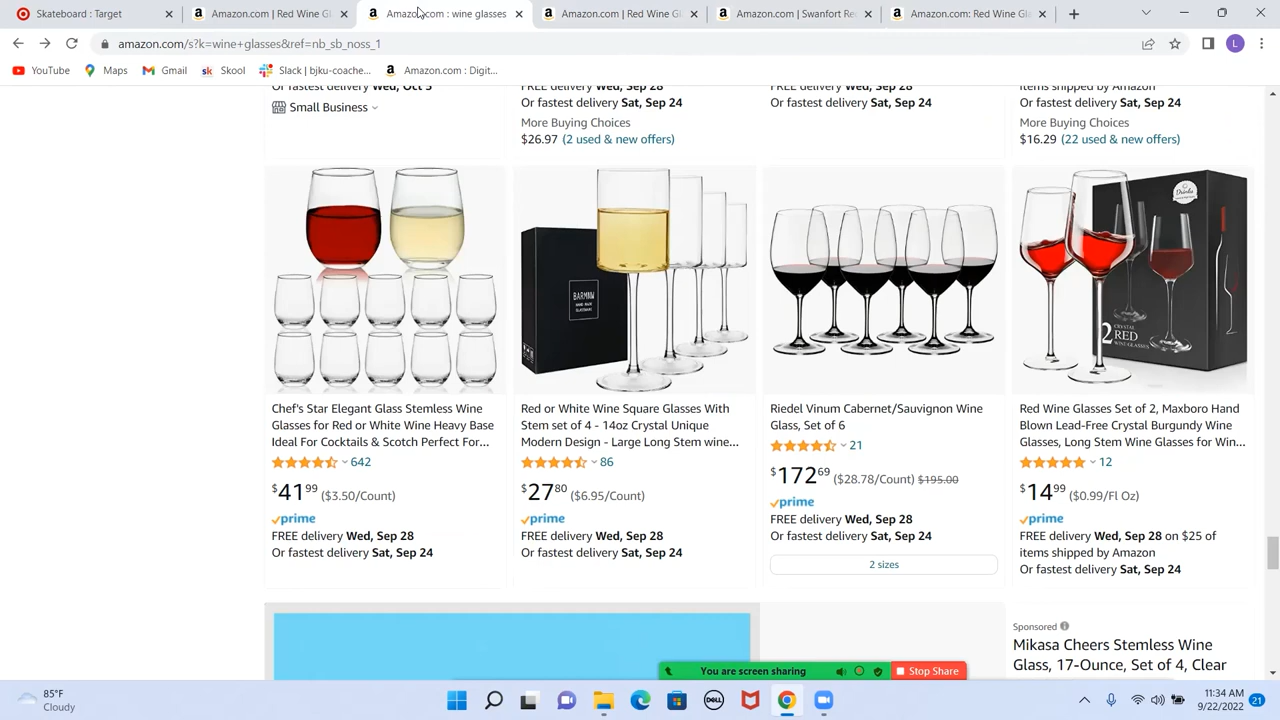 Skateboard : Target
Amazon.com | Red Wine Gl
Amazon.com : wine glasses
Amazon.com | Red Wine Gl
Amazon.com | Swanfort Re
Amazon.com: Red Wine Gla
amazon.com/s?k=wine+glasses&ref=nb_sb_noss_1
L
YouTube
Maps
Gmail
sk Skool
Slack | bjku-coache...
Amazon.com : Digit...
Or fastest delivery Wed, Oct 5
Small Business
FREE delivery Wed, Sep 28
Or fastest delivery Sat, Sep 24
More Buying Choices
$26.97 (2 used & new offers)
FREE delivery Wed, Sep 28
Or fastest delivery Sat, Sep 24
items shipped by Amazon
Or fastest delivery Sat, Sep 24
More Buying Choices
$16.29 (22 used & new offers)
BARMOW
Drinko
2 CRYSTAL
RED
WINE-GLASSES
Chef's Star Elegant Glass Stemless Wine
Glasses for Red or White Wine Heavy Base
Ideal For Cocktails & Scotch Perfect For...
642
$41 99 ($3.50/Count)
prime
FREE delivery Wed, Sep 28
Or fastest delivery Sat, Sep 24
Red or White Wine Square Glasses With
Stem set of 4 - 14oz Crystal Unique
Modern Design - Large Long Stem wine...
86
$27 80 ($6.95/Count)
prime
FREE delivery Wed, Sep 28
Or fastest delivery Sat, Sep 24
Riedel Vinum Cabernet/Sauvignon Wine
Glass, Set of 6
21
$172 69 ($28.78/Count) $195.00
prime
FREE delivery Wed, Sep 28
Or fastest delivery Sat, Sep 24
2 sizes
Red Wine Glasses Set of 2, Maxboro Hand
Blown Lead-Free Crystal Burgundy Wine
Glasses, Long Stem Wine Glasses for Win...
12
$14 99 ($0.99/Fl Oz)
prime
FREE delivery Wed, Sep 28 on $25 of
items shipped by Amazon
Or fastest delivery Sat, Sep 24
Sponsored
Mikasa Cheers Stemless Wine
Glass, 17-Ounce, Set of 4, Clear
You are screen sharing
Stop Share
85°F
Cloudy
DELL
11:34 AM
9/22/2022
21